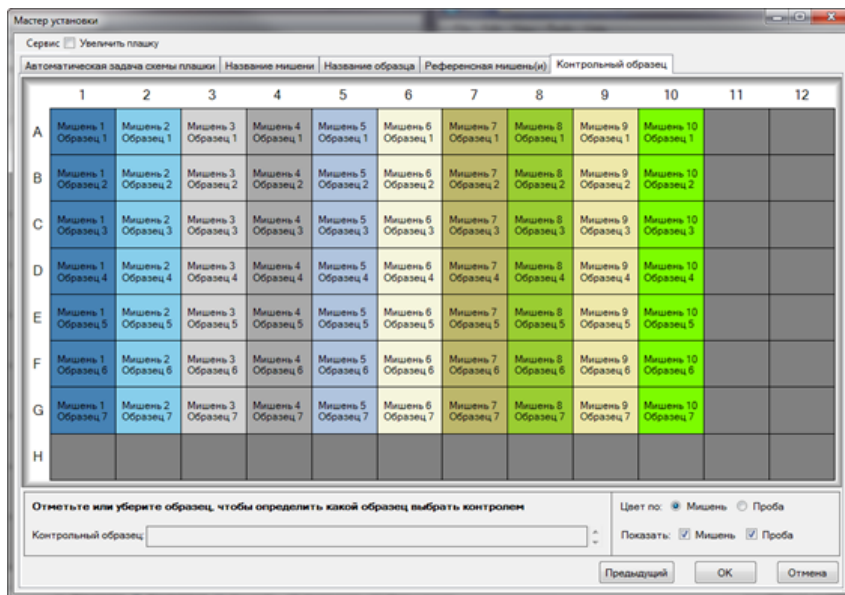 Мастер установки
Сервис Увеличить плашку
Автоматическая задача схемы плашки Название мишени Название образца Референсная мишень(и) Контрольный образец
1 2 3 4 5 6 7 8 9 10 11 12
A Мишень 1 Мишень 2 Мишень 3 Мишень 4 Мишень 5 Мишень 6 Мишень 7 Мишень 8 Мишень 9 Мишень 10
Образец 1 Образец 1 Образец 1 Образец 1 Образец 1 Образец 1 Образец 1 Образец 1 Образец 1 Образец 1
B Мишень 1 Мишень 2 Мишень 3 Мишень 4 Мишень 5 Мишень 6 Мишень 7 Мишень 8 Мишень 9 Мишень 10
Образец 2 Образец 2 Образец 2 Образец 2 Образец 2 Образец 2 Образец 2 Образец 2 Образец 2 Образец 2
C Мишень 1 Мишень 2 Мишень 3 Мишень 4 Мишень 5 Мишень 6 Мишень 7 Мишень 8 Мишень 9 Мишень 10
Образец 3 Образец 3 Образец 3 Образец 3 Образец 3 Образец 3 Образец 3 Образец 3 Образец 3 Образец 3
D Мишень 1 Мишень 2 Мишень 3 Мишень 4 Мишень 5 Мишень 6 Мишень 7 Мишень 8 Мишень 9 Мишень 10
Образец 4 Образец 4 Образец 4 Образец 4 Образец 4 Образец 4 Образец 4 Образец 4 Образец 4 Образец 4
E Мишень 1 Мишень 2 Мишень 3 Мишень 4 Мишень 5 Мишень 6 Мишень 7 Мишень 8 Мишень 9 Мишень 10
Образец 5 Образец 5 Образец 5 Образец 5 Образец 5 Образец 5 Образец 5 Образец 5 Образец 5 Образец 5
F Мишень 1 Мишень 2 Мишень 3 Мишень 4 Мишень 5 Мишень 6 Мишень 7 Мишень 8 Мишень 9 Мишень 10
Образец 6 Образец 6 Образец 6 Образец 6 Образец 6 Образец 6 Образец 6 Образец 6 Образец 6 Образец 6
G Мишень 1 Мишень 2 Мишень 3 Мишень 4 Мишень 5 Мишень 6 Мишень 7 Мишень 8 Мишень 9 Мишень 10
Образец 7 Образец 7 Образец 7 Образец 7 Образец 7 Образец 7 Образец 7 Образец 7 Образец 7 Образец 7
H
Отметьте или уберите образец, чтобы определить какой образец выбрать контролем
Цвет по: Мишень Проба
Контрольный образец:
Показать: Мишень Проба
Предыдущий OK Отмена